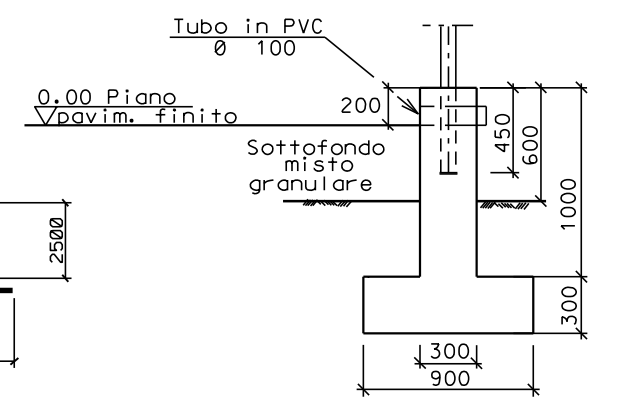 Tubo in PVC
Ø 100
0.00 Piano
pavim. finito
200
450
600
Sottofondo
misto
granulare
1000
2500
300
300
900